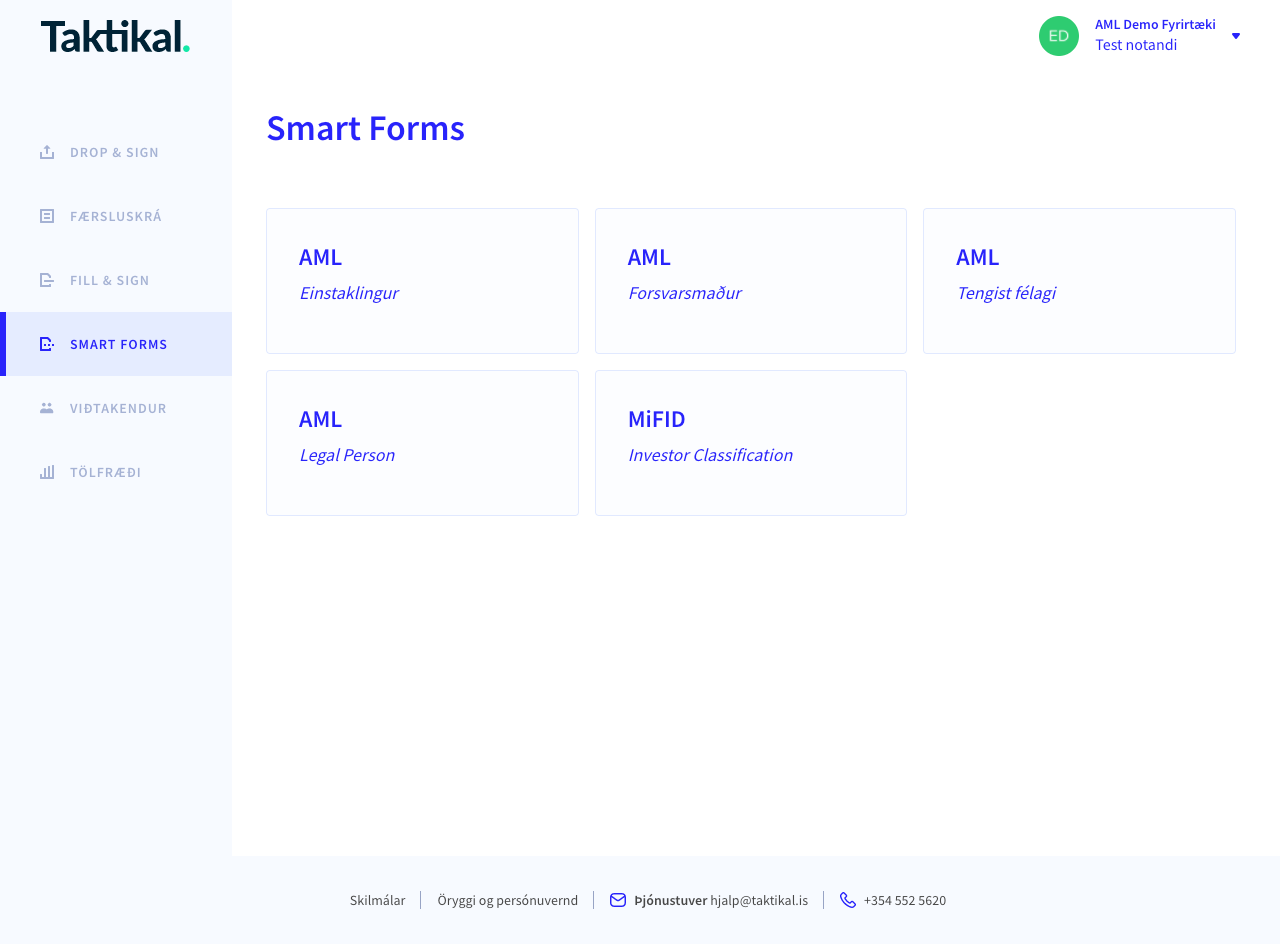 Taktikal.
DROP & SIGN
FÆRSLUSKRÁ
FILL & SIGN
SMART FORMS
VIÐTAKENDUR
TÖLFRÆÐI
ED
AML Demo Fyrirtæki
Test notandi
Smart Forms
AML
Einstaklingur
AML
Forsvarsmaður
AML
Tengist félagi
AML
Legal Person
MiFID
Investor Classification
Skilmálar
Öryggi og persónuvernd
Þjónustuver hjalp@taktikal.is
+354 552 5620